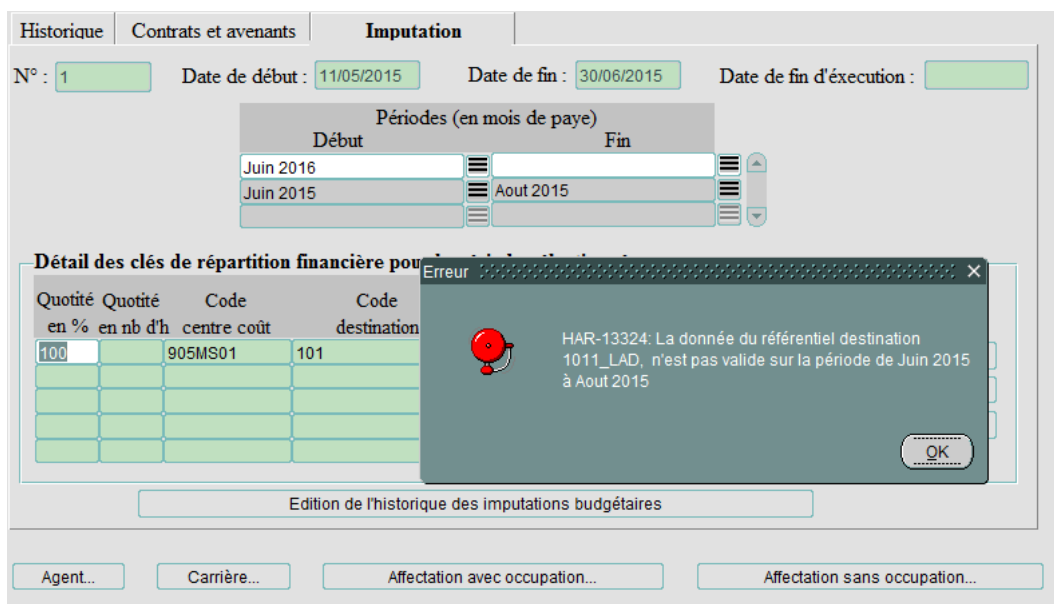 Historique Contrats et avenants Imputation
N° : 1 Date de début : 11/05/2015 Date de fin : 30/06/2015 Date de fin d'éxecution :
Périodes (en mois de paye)
Début Fin
Juin 2016
Juin 2015 Aout 2015
Détail des clés de répartition financière pou
Quotité Quotité Code Code
en % en nb d'h centre coût destination
100 905MS01 101
Erreur
HAR-13324: La donnée du référentiel destination
1011_LAD, n'est pas valide sur la période de Juin 2015
à Aout 2015
OK
Edition de l'historique des imputations budgétaires
Agent... Carrière... Affectation avec occupation... Affectation sans occupation...